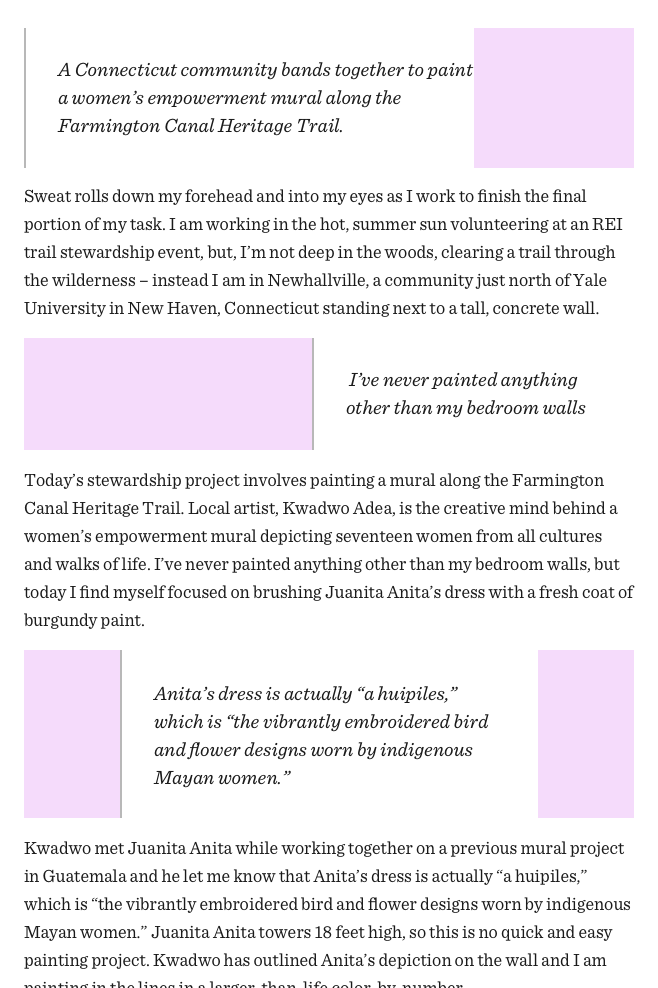 A Connecticut community bands together to paint
a women’s empowerment mural along the
Farmington Canal Heritage Trail.
Sweat rolls down my forehead and into my eyes as I work to finish the final
portion of my task. I am working in the hot, summer sun volunteering at an REI
trail stewardship event, but, I’m not deep in the woods, clearing a trail through
the wilderness – instead I am in Newhallville, a community just north of Yale
University in New Haven, Connecticut standing next to a tall, concrete wall.
I’ve never painted anything
other than my bedroom walls
Today’s stewardship project involves painting a mural along the Farmington
Canal Heritage Trail. Local artist, Kwadwo Adea, is the creative mind behind a
women’s empowerment mural depicting seventeen women from all cultures
and walks of life. I’ve never painted anything other than my bedroom walls, but
today I find myself focused on brushing Juanita Anita’s dress with a fresh coat of
burgundy paint.
Anita’s dress is actually “a huipiles,”
which is “the vibrantly embroidered bird
and flower designs worn by indigenous
Mayan women.”
Kwadwo met Juanita Anita while working together on a previous mural project
in Guatemala and he let me know that Anita’s dress is actually “a huipiles,”
which is “the vibrantly embroidered bird and flower designs worn by indigenous
Mayan women.” Juanita Anita towers 18 feet high, so this is no quick and easy
painting project. Kwadwo has outlined Anita’s depiction on the wall and I am
painting in the lines in a larger-than-life color-by-number.